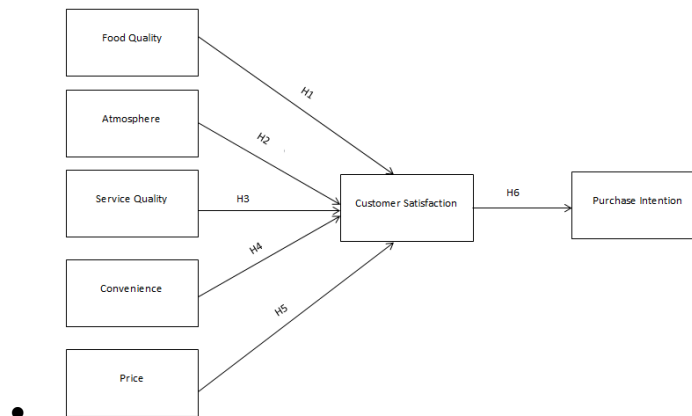 Food Quality
H1
Atmosphere
H2
Service Quality
H3
Customer Satisfaction
H6
Purchase Intention
H4
Convenience
H5
Price